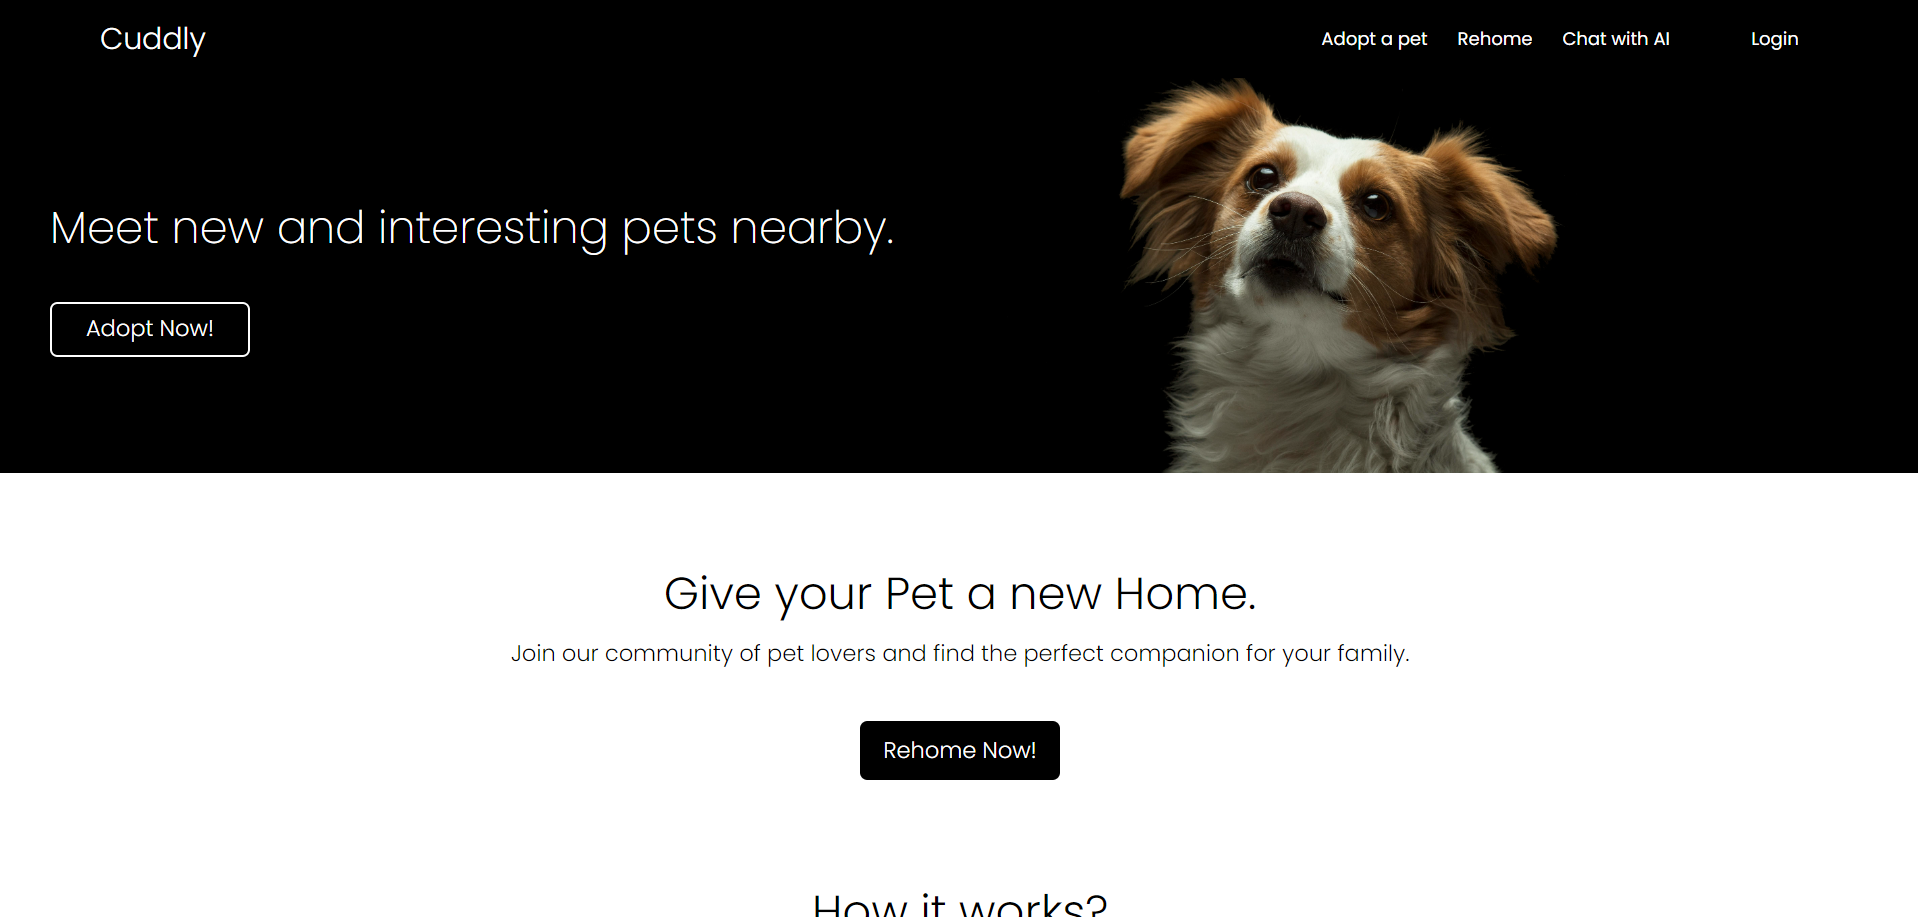 Cuddly
Adopt a pet Rehome Chat with AI Login
Meet new and interesting pets nearby.
Adopt Now!
Give your Pet a new Home.
Join our community of pet lovers and find the perfect companion for your family.
Rehome Now!
How it works?